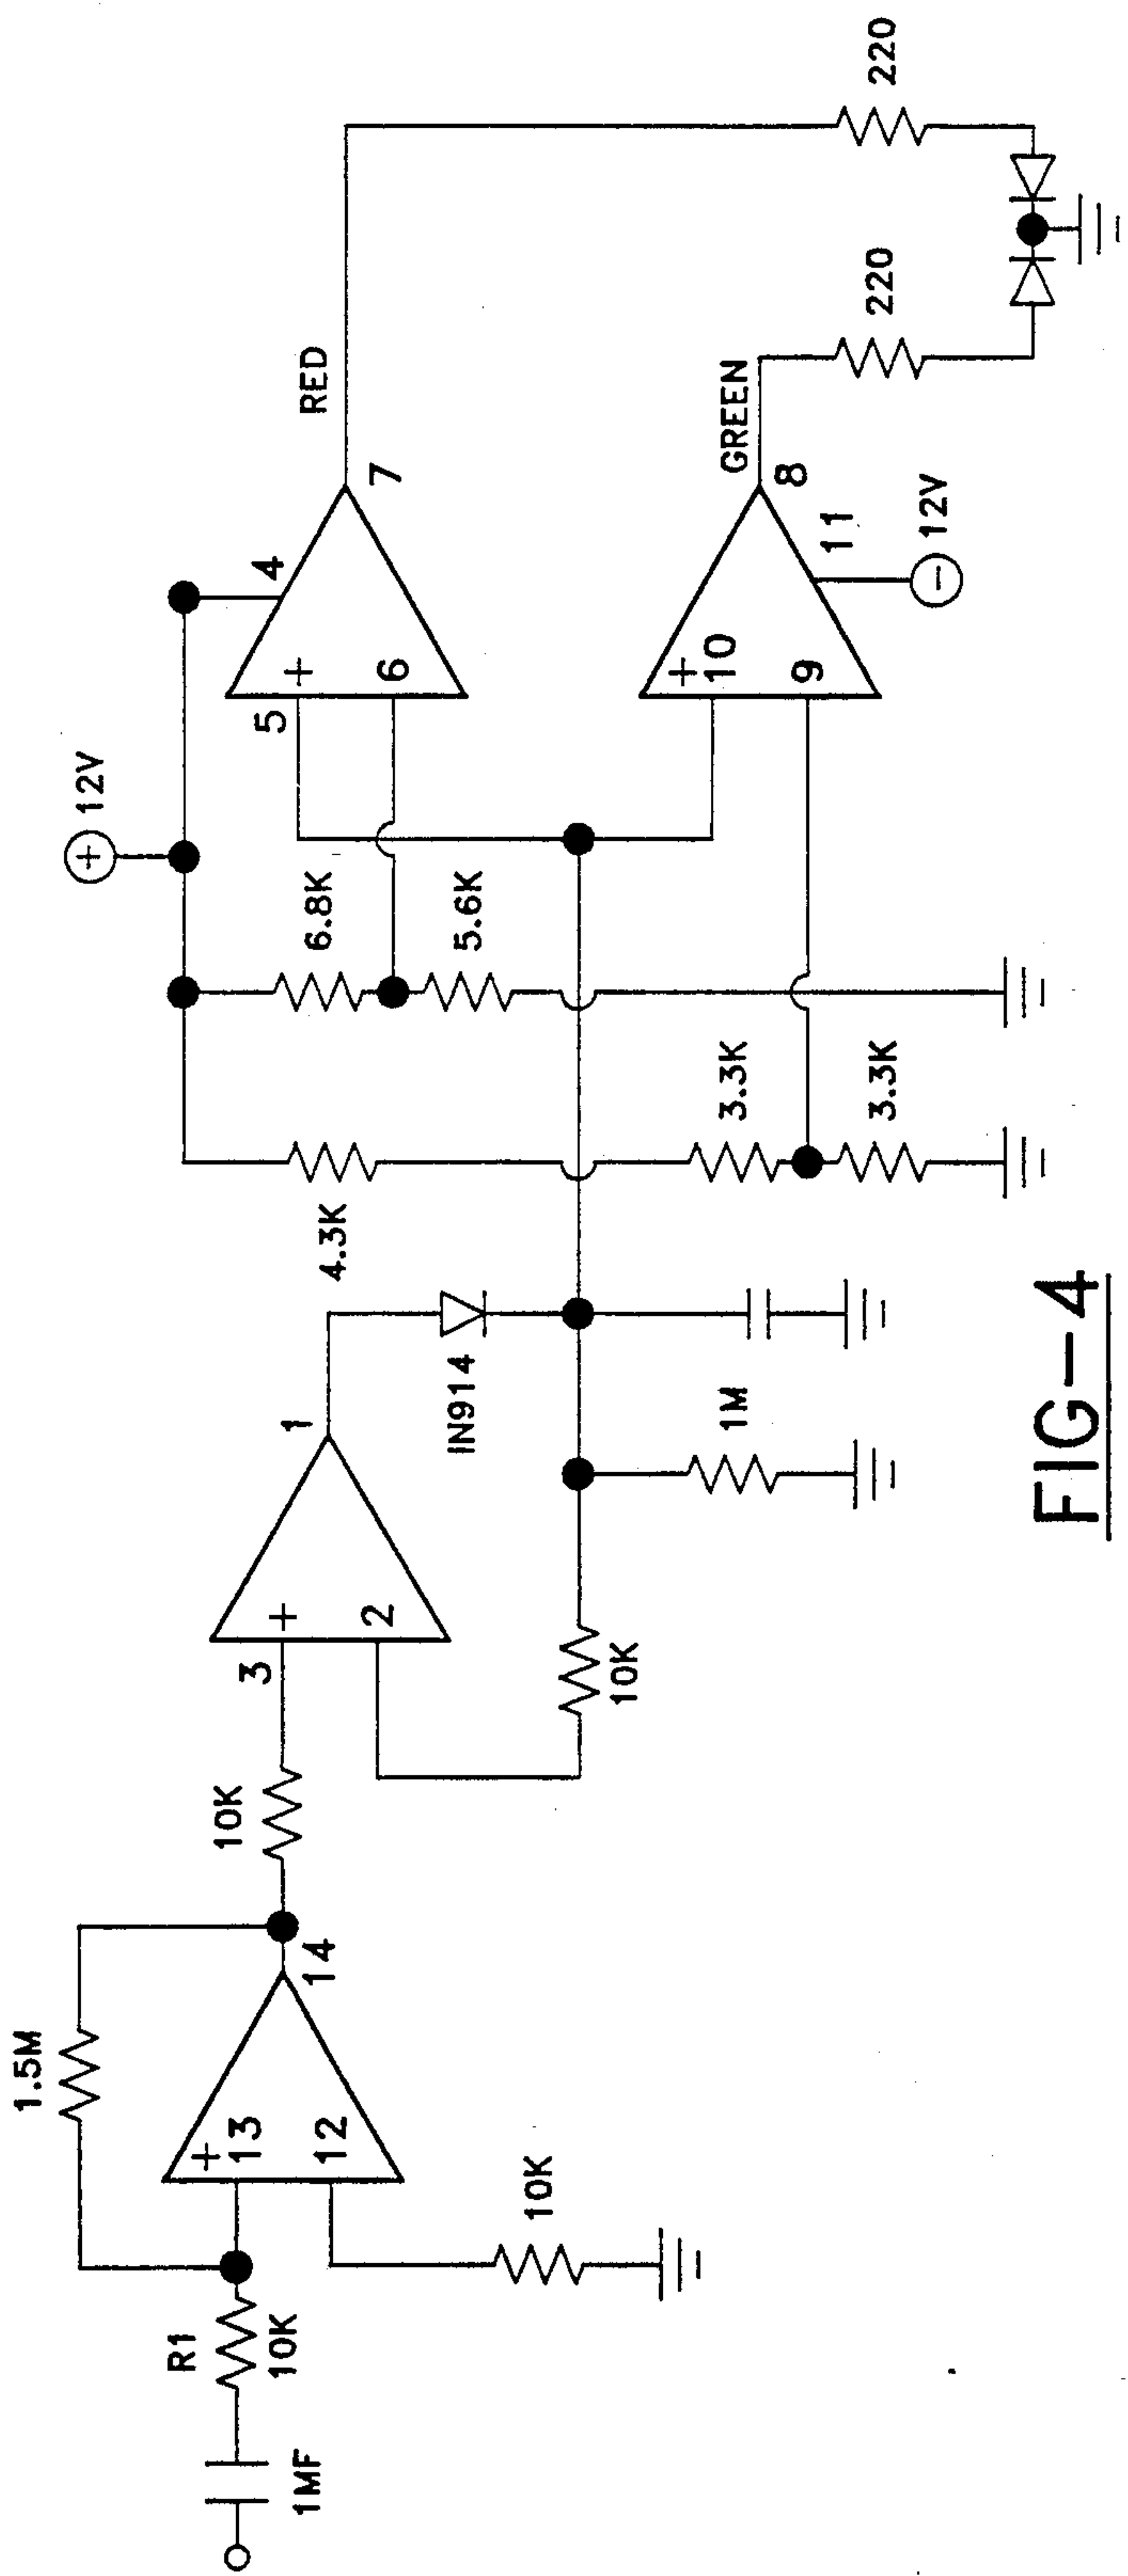 1MF
R1
10K
1.5M
+
13
12
14
10K
10K
3
+
2
1
10K
IN914
1M
4.3K
3.3K
3.3K
6.8K
5.6K
+
12V
5
+
6
4
7
RED
+
10
9
8
11
GREEN
-
12V
220
220
FIG-4